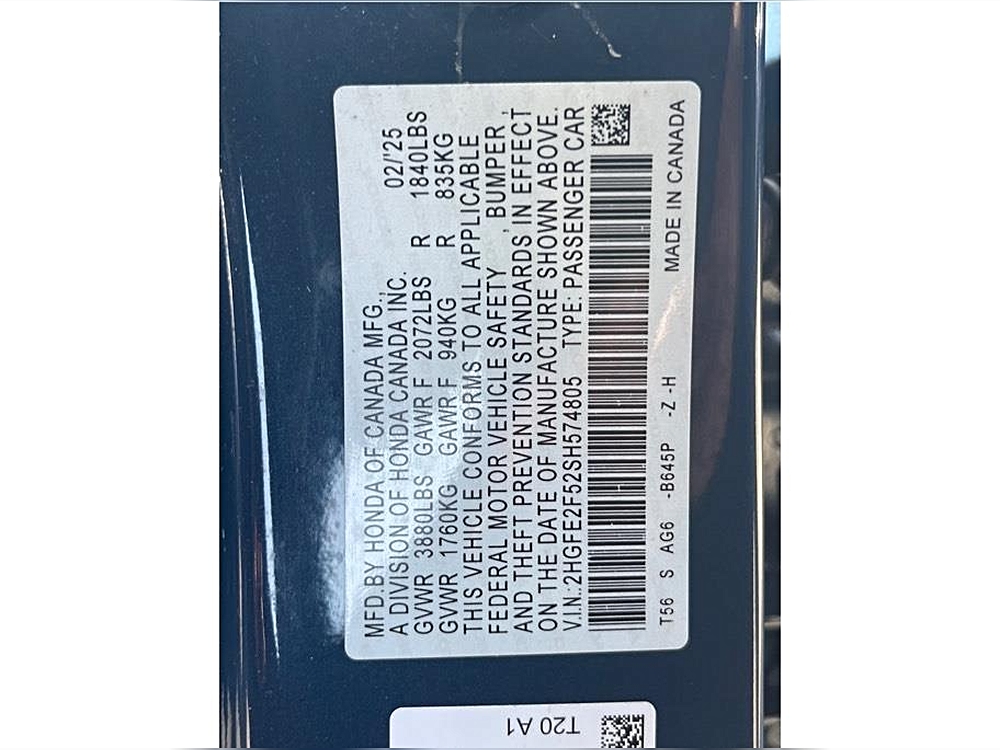 MFD.BY HONDA OF CANADA MFG., 02/'25
A DIVISION OF HONDA CANADA INC.
GVWR 3880LBS GAWR F 2072LBS R 1840LBS
GVWR 1760KG GAWR F 940KG R 835KG
THIS VEHICLE CONFORMS TO ALL APPLICABLE
FEDERAL MOTOR VEHICLE SAFETY, BUMPER,
AND THEFT PREVENTION STANDARDS IN EFFECT
ON THE DATE OF MANUFACTURE SHOWN ABOVE.
V.I.N.:2HGFE2F52SH574805 TYPE: PASSENGER CAR
T56 S AG6 -B645P -Z -H MADE IN CANADA
T20 A1